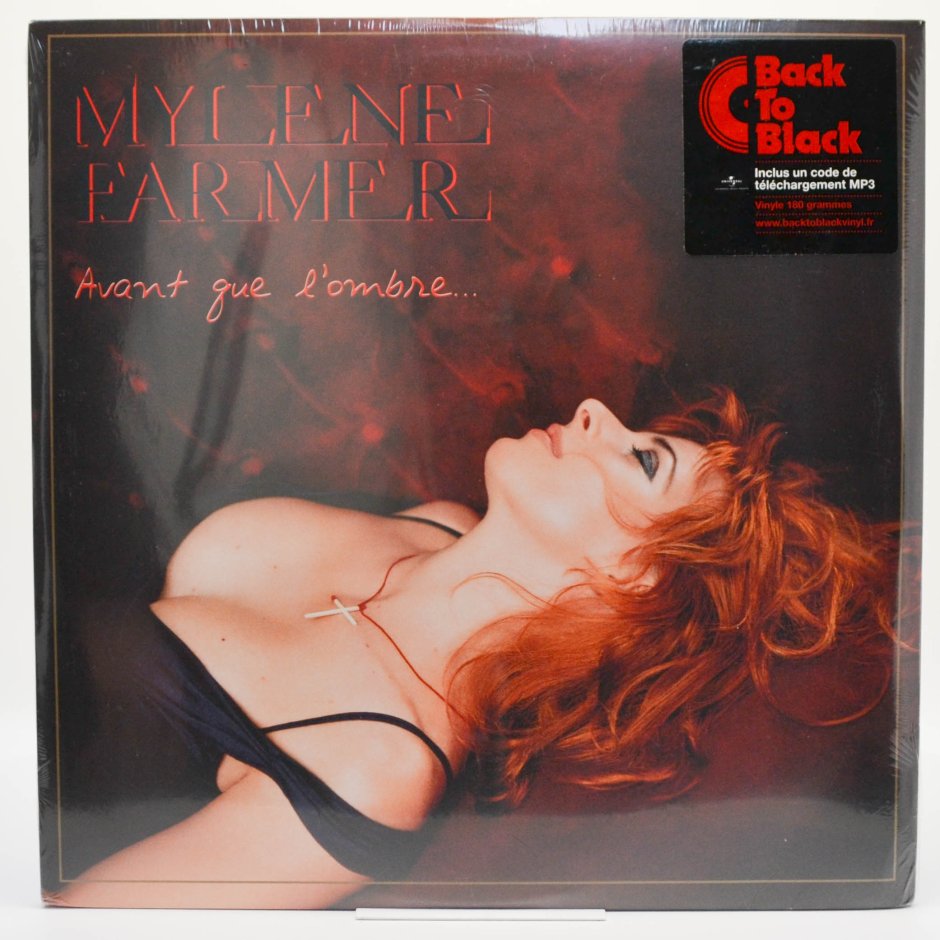 MYLENE
FARMER
Avant que l'ombre...
Back
To
Black
Inclus un code de
téléchargement MP3
Vinyle 180 grammes
www.backtoblackvinyl.fr
UNIVERSAL